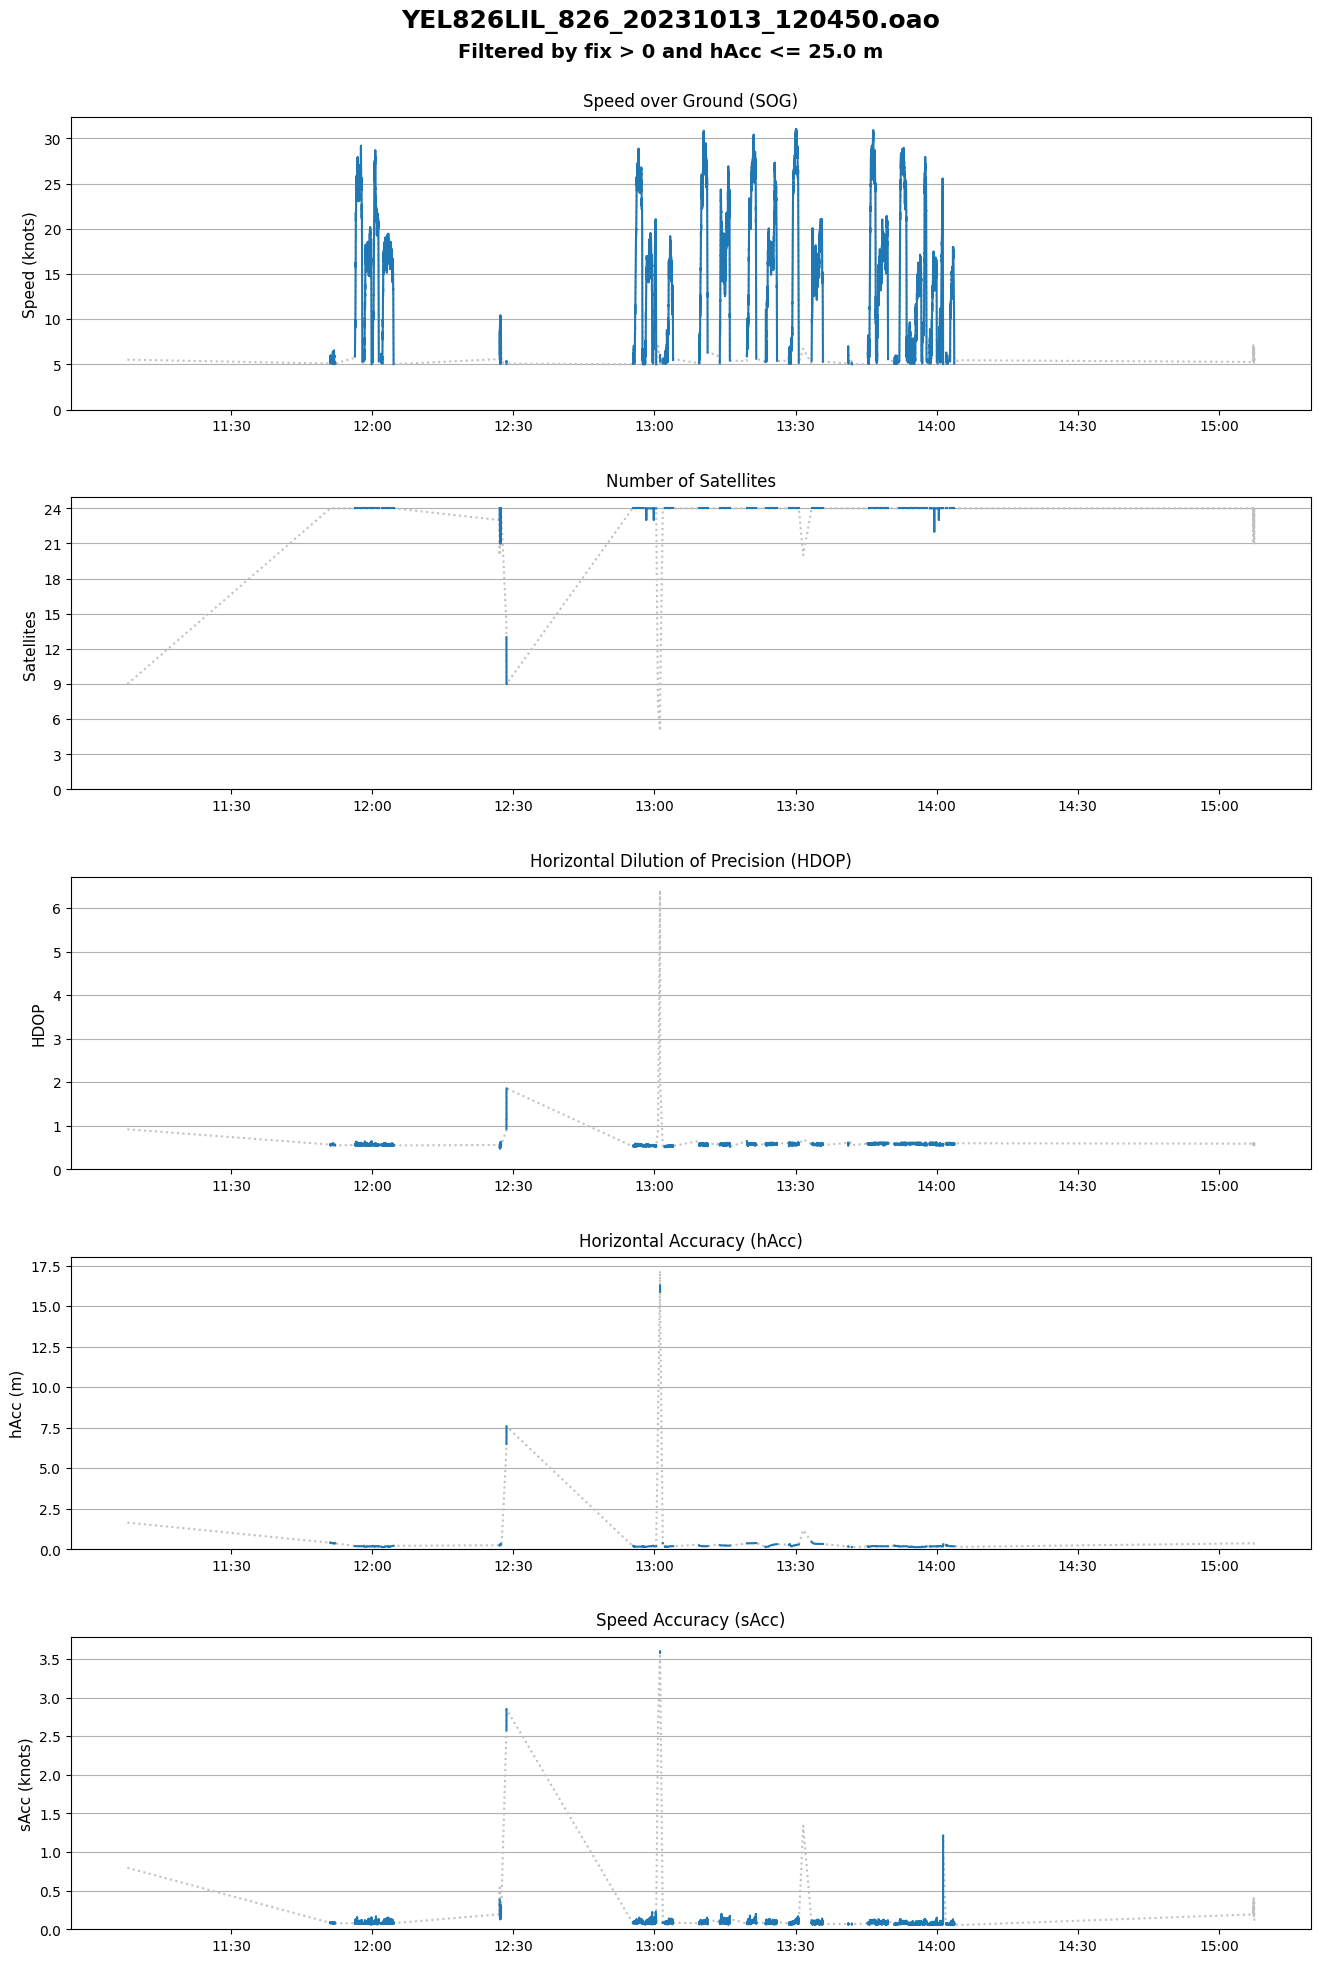 YEL826LIL_826_20231013_120450.oao
Filtered by fix > 0 and hAcc <= 25.0 m
Speed over Ground (SOG)
Speed (knots)
30
25
20
15
10
5
0
11:30 12:00 12:30 13:00 13:30 14:00 14:30 15:00
Number of Satellites
Satellites
24
21
18
15
12
9
6
3
0
11:30 12:00 12:30 13:00 13:30 14:00 14:30 15:00
Horizontal Dilution of Precision (HDOP)
HDOP
6
5
4
3
2
1
0
11:30 12:00 12:30 13:00 13:30 14:00 14:30 15:00
Horizontal Accuracy (hAcc)
hAcc (m)
17.5
15.0
12.5
10.0
7.5
5.0
2.5
0.0
11:30 12:00 12:30 13:00 13:30 14:00 14:30 15:00
Speed Accuracy (sAcc)
sAcc (knots)
3.5
3.0
2.5
2.0
1.5
1.0
0.5
0.0
11:30 12:00 12:30 13:00 13:30 14:00 14:30 15:00